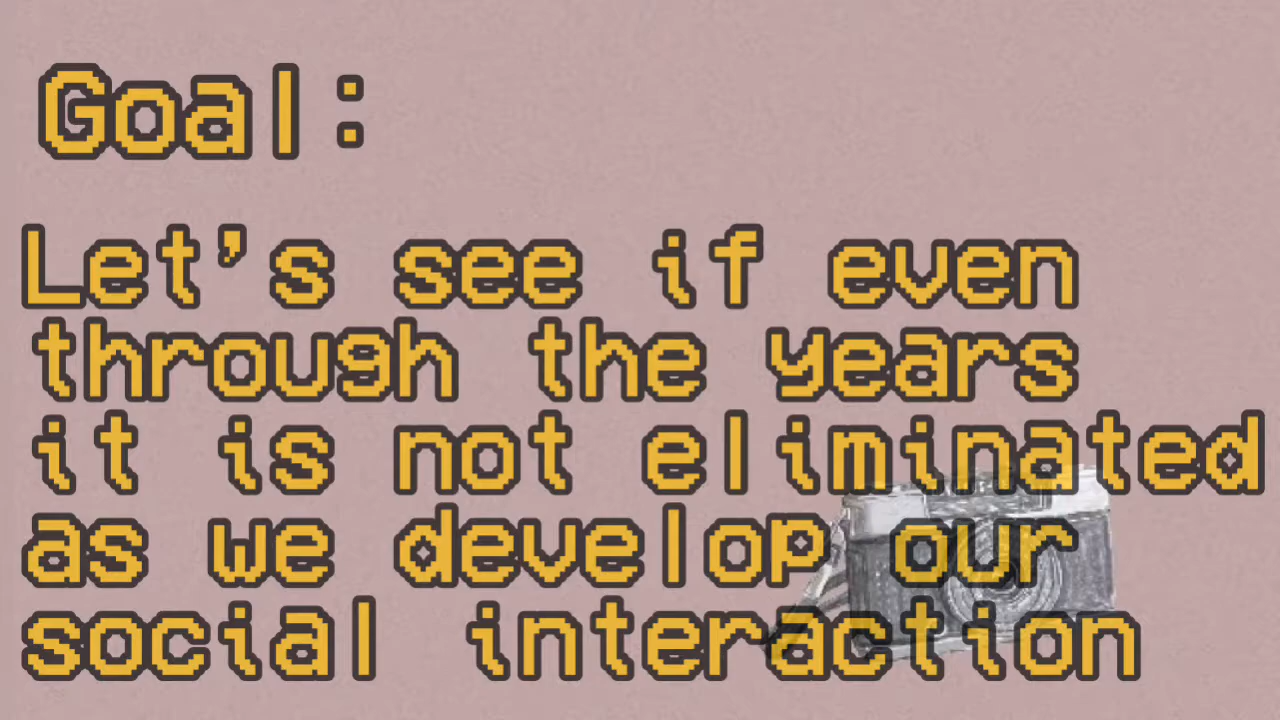 Goal:
Let's see if even
through the years
it is not eliminated
as we develop our
social interaction